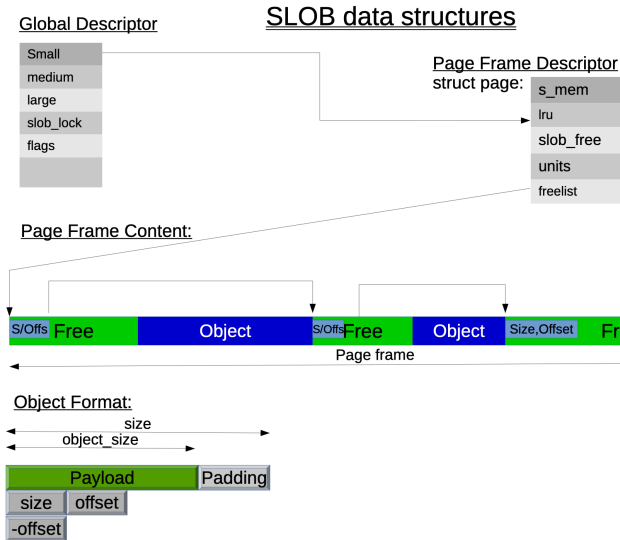 SLOB data structures
Global Descriptor
Small
medium
large
slob_lock
flags
Page Frame Descriptor
struct page:
s_mem
lru
slob_free
units
freelist
Page Frame Content:
S/Offs Free Object S/Offs Free Object Size,Offset Fr
Page frame
Object Format:
size
object_size
Payload Padding
size offset
-offset